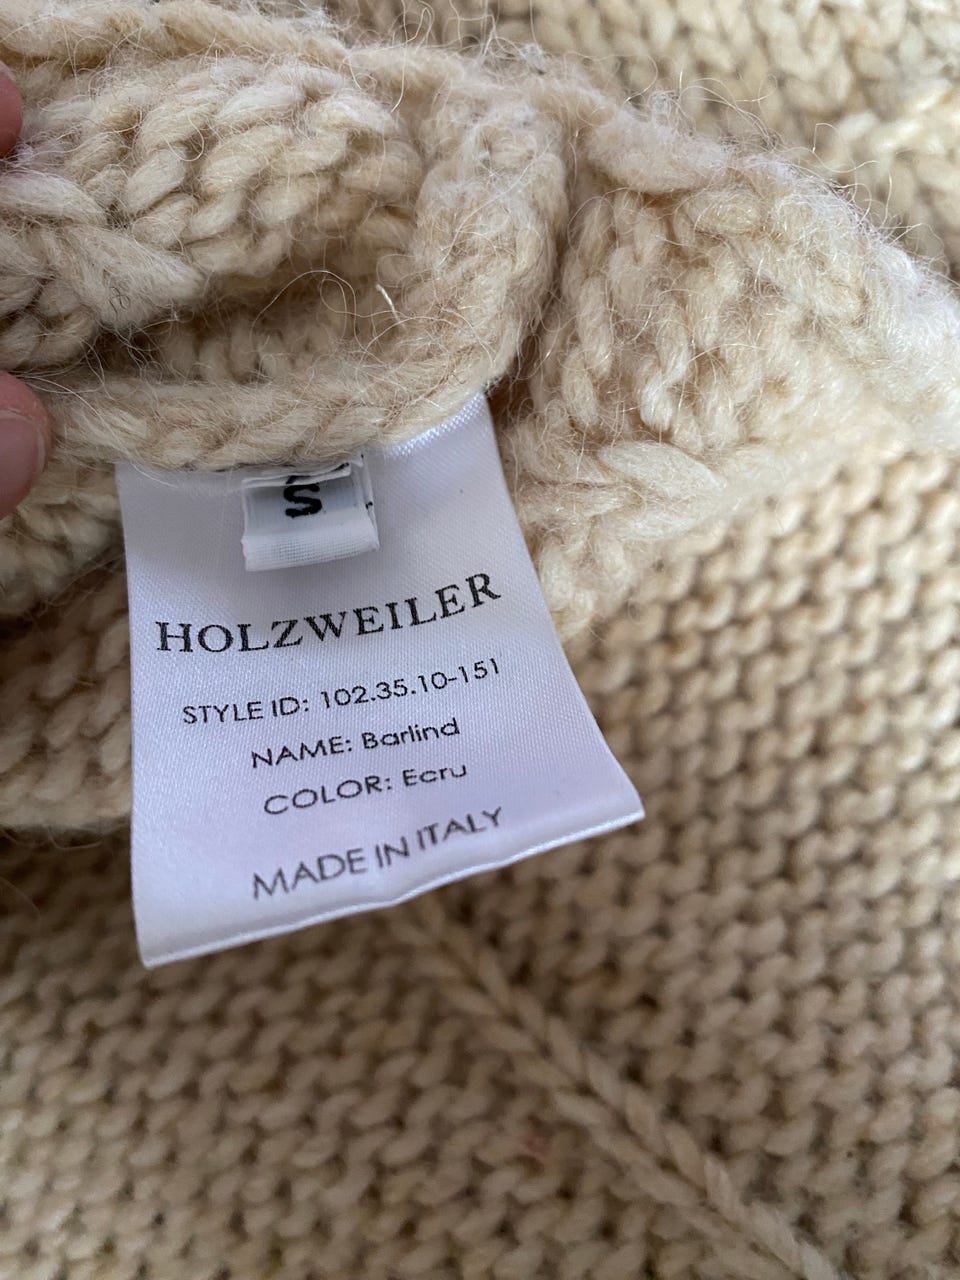 S
HOLZWEILER
STYLE ID: 102.35.10-151
NAME: Barlind
COLOR: Ecru
MADE IN ITALY